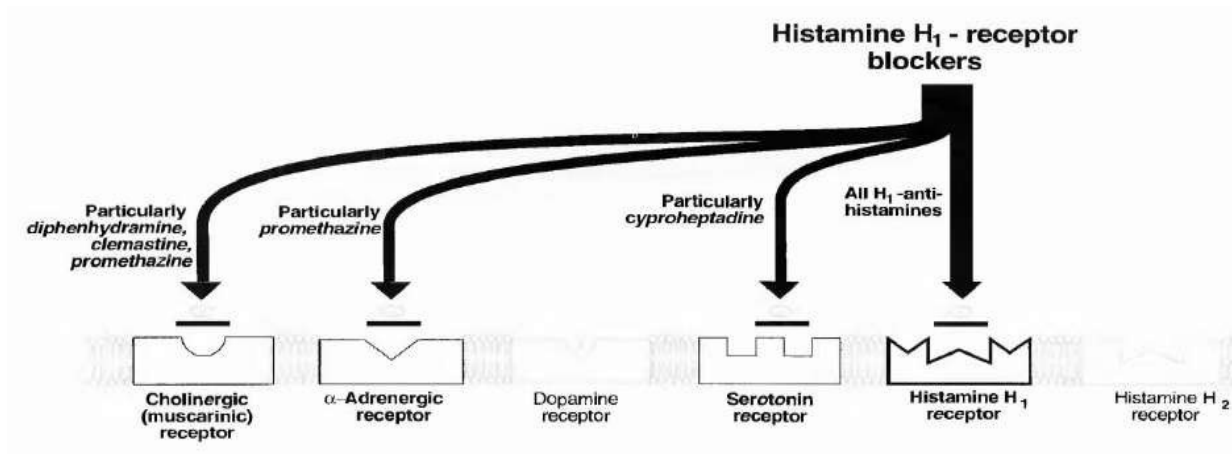 Histamine H₁ - receptor
blockers
Particularly
diphenhydramine,
clemastine,
promethazine
Particularly
promethazine
Particularly
cyproheptadine
All H₁ -anti-
histamines
Cholinergic
(muscarinic)
receptor
α–Adrenergic
receptor
Dopamine
receptor
Serotonin
receptor
Histamine H₁
receptor
Histamine H₂
receptor